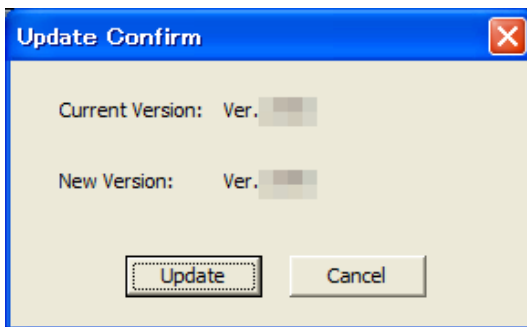 Update Confirm
Current Version: Ver.
New Version: Ver.
Update Cancel